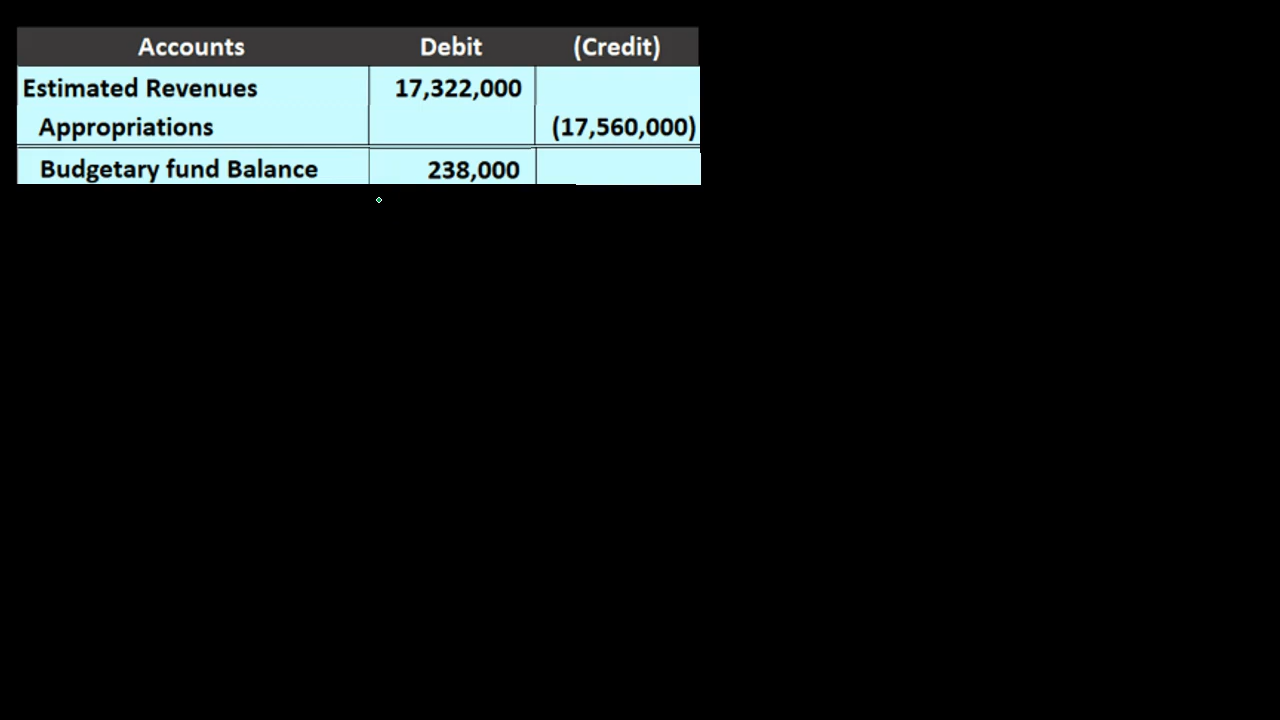 Accounts Debit (Credit)
Estimated Revenues 17,322,000
Appropriations (17,560,000)
Budgetary fund Balance 238,000